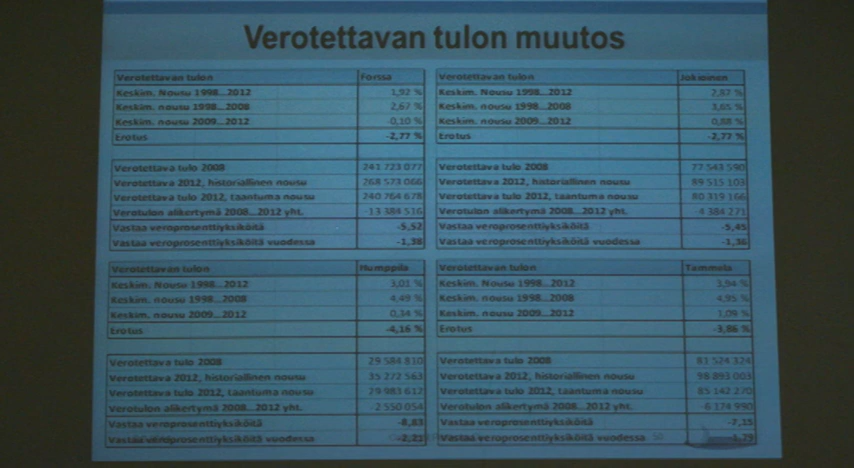 Verotettavan tulon muutos
Verotettavan tulon Forssa
Keskim. Nousu 1998...2012 1,92 %
Keskim. nousu 1998...2008 2,67 %
Keskim. nousu 2009...2012 -0,10 %
Erotus -2,77 %
Verotettava tulo 2008 241 723 077
Verotettava 2012, historiallinen nousu 268 573 066
Verotettava tulo 2012, taantuma nousu 240 764 678
Verotulon alikertymä 2008...2012 yht. -13 384 516
Vastaa veroprosenttiyksiköitä -5,52
Vastaa veroprosenttiyksiköitä vuodessa -1,38
Verotettavan tulon Jokioinen
Keskim. Nousu 1998...2012 2,87 %
Keskim. nousu 1998...2008 3,65 %
Keskim. nousu 2009...2012 0,88 %
Erotus -2,77 %
Verotettava tulo 2008 77 543 590
Verotettava 2012, historiallinen nousu 89 515 103
Verotettava tulo 2012, taantuma nousu 80 319 166
Verotulon alikertymä 2008...2012 yht. 4 384 271
Vastaa veroprosenttiyksiköitä -5,45
Vastaa veroprosenttiyksiköitä vuodessa -1,36
Verotettavan tulon Humppila
Keskim. Nousu 1998...2012 3,01 %
Keskim. nousu 1998...2008 4,49 %
Keskim. nousu 2009...2012 0,34 %
Erotus -4,16 %
Verotettava tulo 2008 29 584 810
Verotettava 2012, historiallinen nousu 35 272 563
Verotettava tulo 2012, taantuma nousu 29 983 612
Verotulon alikertymä 2008...2012 yht. -2 550 054
Vastaa veroprosenttiyksiköitä -8,83
Vastaa veroprosenttiyksiköitä vuodessa -2,21
Verotettavan tulon Tammela
Keskim. Nousu 1998...2012 3,94 %
Keskim. nousu 1998...2008 4,95 %
Keskim. nousu 2009...2012 1,09 %
Erotus -3,86 %
Verotettava tulo 2008 81 524 324
Verotettava 2012, historiallinen nousu 98 893 003
Verotettava tulo 2012, taantuma nousu 85 142 270
Verotulon alikertymä 2008...2012 yht. -6 174 990
Vastaa veroprosenttiyksiköitä -7,15
Vastaa veroprosenttiyksiköitä vuodessa -1,79